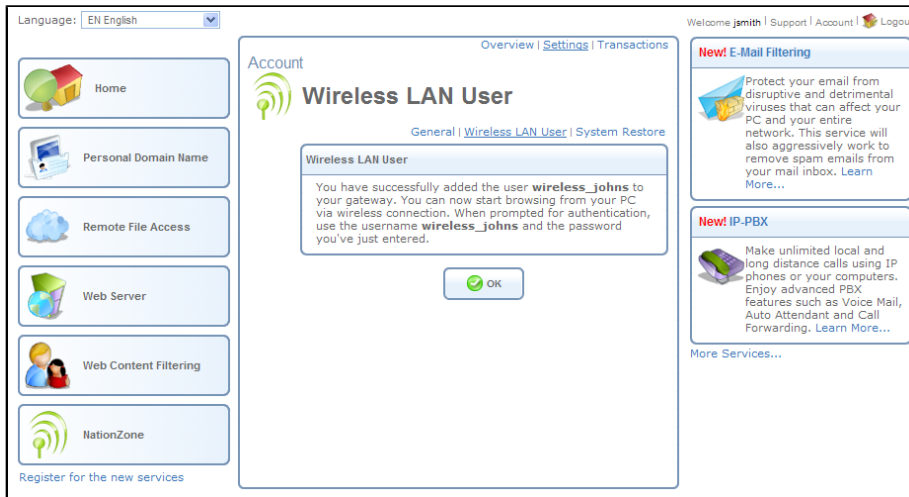 Language: EN English
Welcome jsmith | Support | Account | Logou
Home
Personal Domain Name
Remote File Access
Web Server
Web Content Filtering
NationZone
Register for the new services
Overview | Settings | Transactions
Account
Wireless LAN User
General | Wireless LAN User | System Restore
Wireless LAN User
You have successfully added the user wireless_johns to
your gateway. You can now start browsing from your PC
via wireless connection. When prompted for authentication,
use the username wireless_johns and the password
you've just entered.
OK
New! E-Mail Filtering
Protect your email from
disruptive and detrimental
viruses that can affect your
PC and your entire
network. This service will
also aggressively work to
remove spam emails from
your mail inbox. Learn
More...
New! IP-PBX
Make unlimited local and
long distance calls using IP
phones or your computers.
Enjoy advanced PBX
features such as Voice Mail,
Auto Attendant and Call
Forwarding. Learn More...
More Services...